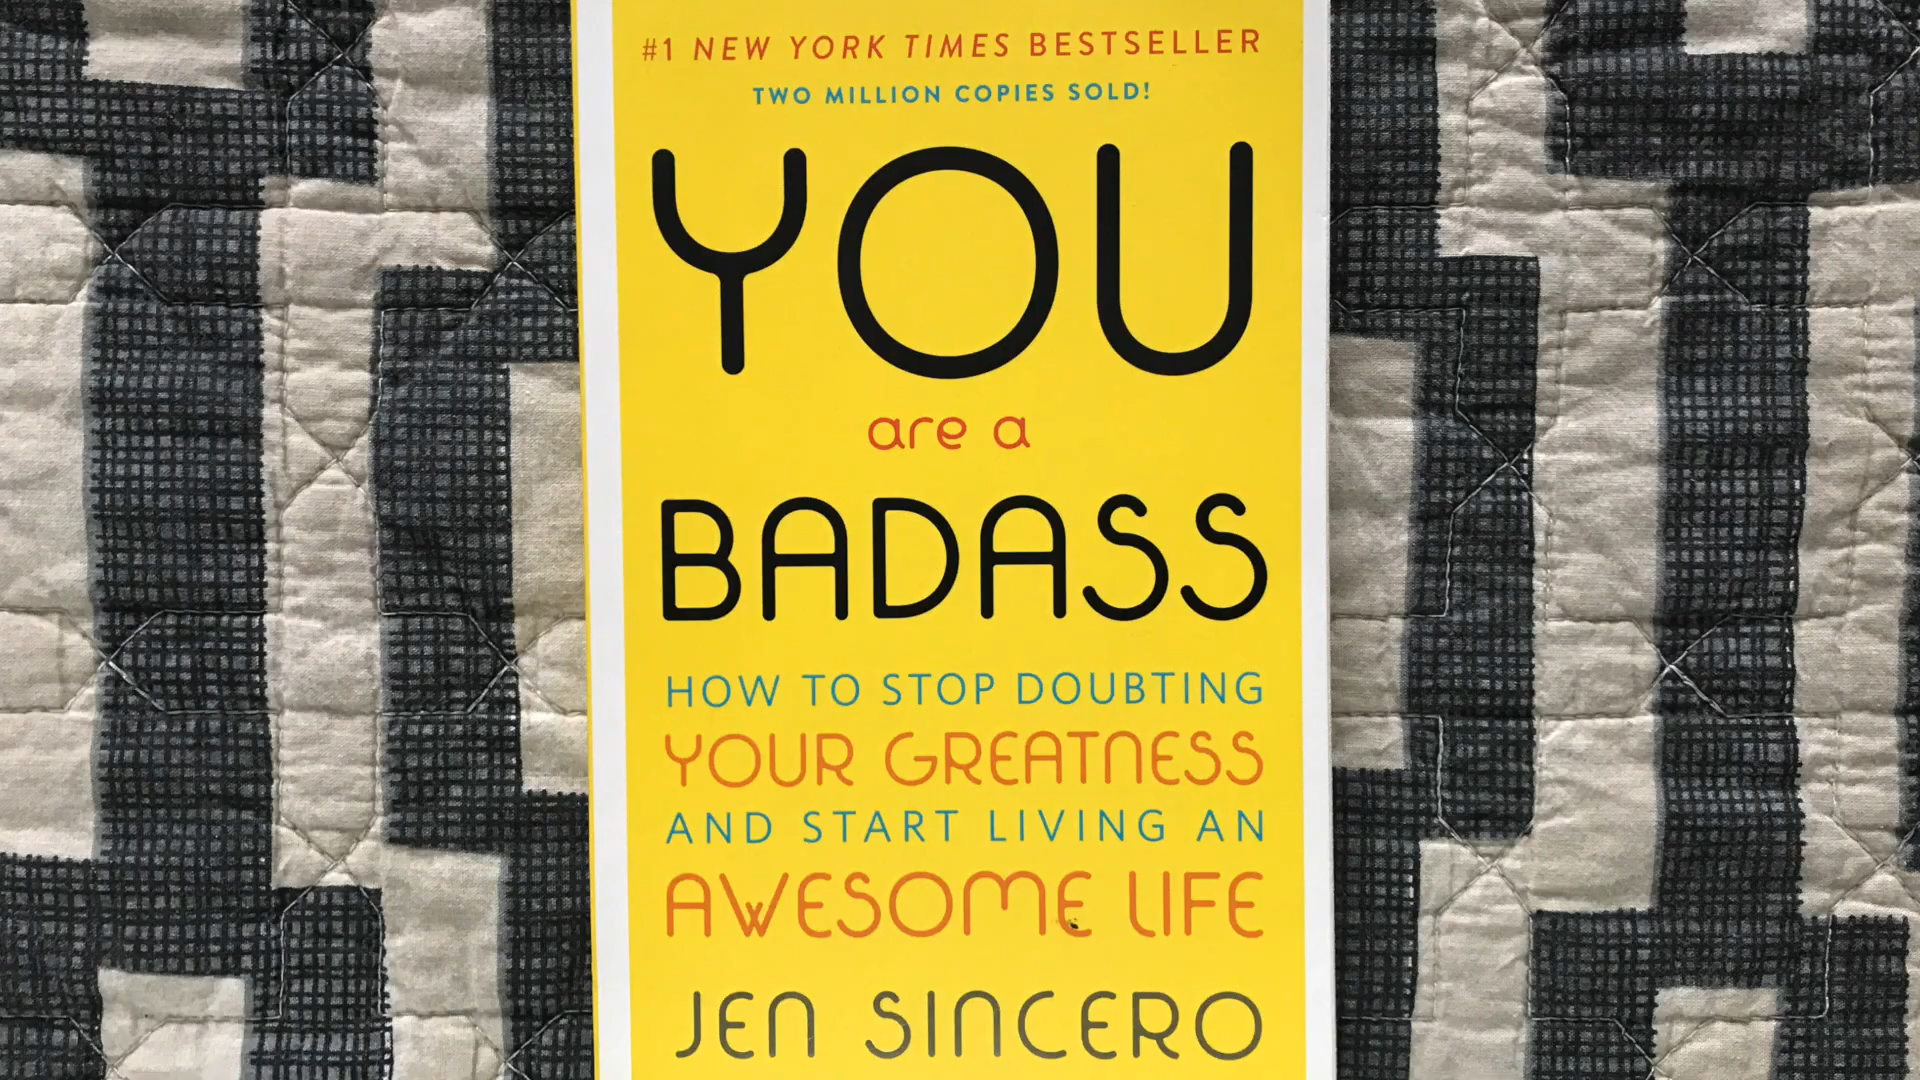 #1 NEW YORK TIMES BESTSELLER
TWO MILLION COPIES SOLD!
YOU
are a
BADASS
HOW TO STOP DOUBTING
YOUR GREATNESS
AND START LIVING AN
AWESOME LIFE
JEN SINCERO